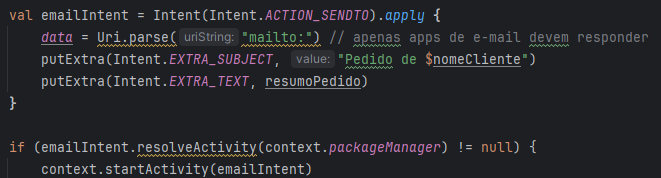 val emailIntent = Intent(Intent.ACTION_SENDTO).apply {
data = Uri.parse( uriString: "mailto:") // apenas apps de e-mail devem responder
putExtra(Intent.EXTRA_SUBJECT, value: "Pedido de $nomeCliente")
putExtra(Intent.EXTRA_TEXT, resumoPedido)
}
if (emailIntent.resolveActivity(context.packageManager) != null) {
context.startActivity(emailIntent)